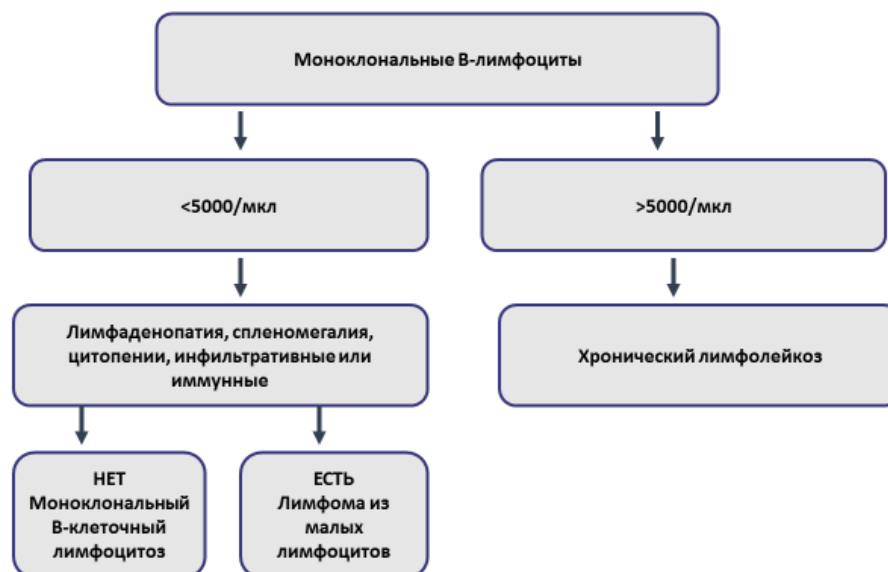 Моноклональные В-лимфоциты
<5000/мкл
>5000/мкл
Лимфаденопатия, спленомегалия,
цитопении, инфильтративные или
иммунные
Хронический лимфолейкоз
НЕТ
Моноклональный
В-клеточный
лимфоцитоз
ЕСТЬ
Лимфома из
малых
лимфоцитов